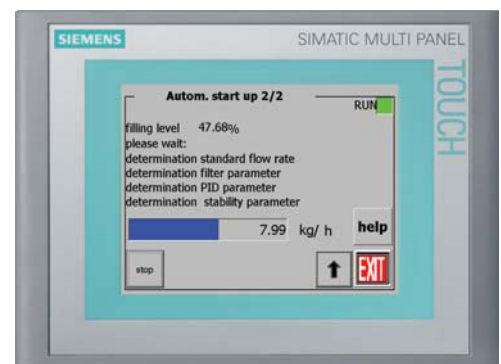 SIEMENS
SIMATIC MULTI PANEL
TOUCH
Autom. start up 2/2
RUN
filling level 47.68%
please wait:
determination standard flow rate
determination filter parameter
determination PID parameter
determination stability parameter
7.99 kg/ h
help
stop
EXIT